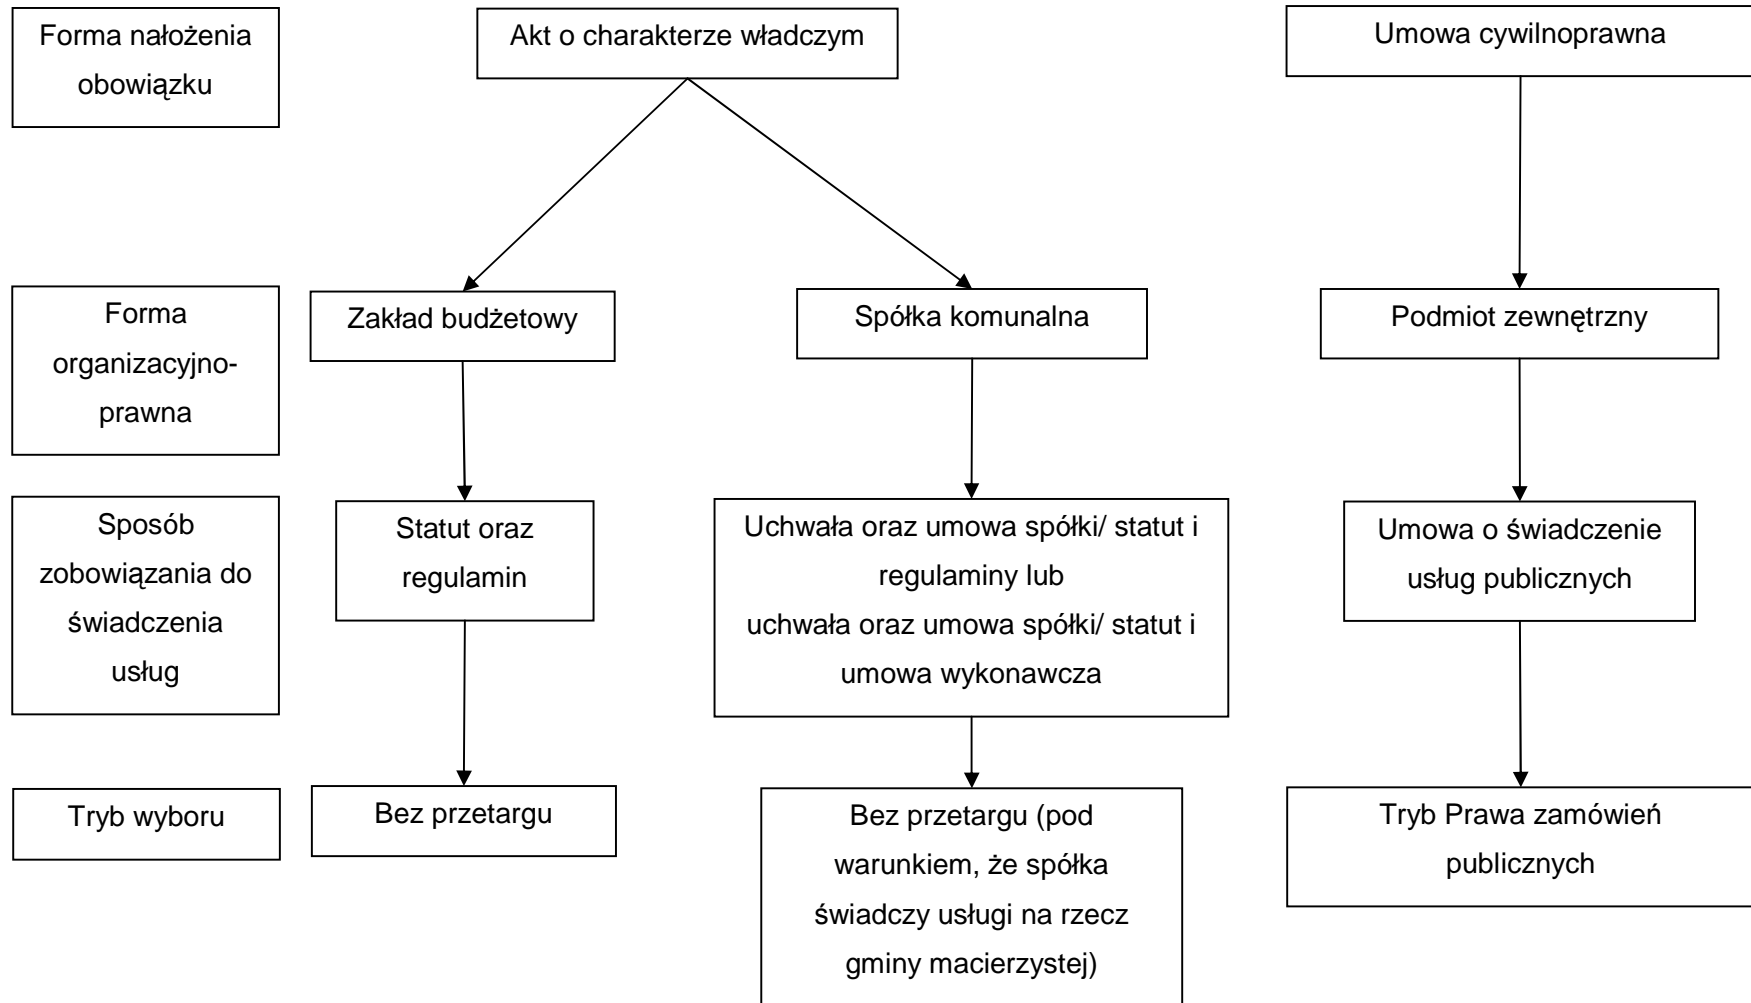 Forma nałożenia
obowiązku
Akt o charakterze władczym
Umowa cywilnoprawna
Forma
organizacyjno-
prawna
Zakład budżetowy
Spółka komunalna
Podmiot zewnętrzny
Sposób
zobowiązania do
świadczenia
usług
Statut oraz
regulamin
Uchwała oraz umowa spółki/ statut i
regulaminy lub
uchwała oraz umowa spółki/ statut i
umowa wykonawcza
Umowa o świadczenie
usług publicznych
Tryb wyboru
Bez przetargu
Bez przetargu (pod
warunkiem, że spółka
świadczy usługi na rzecz
gminy macierzystej)
Tryb Prawa zamówień
publicznych